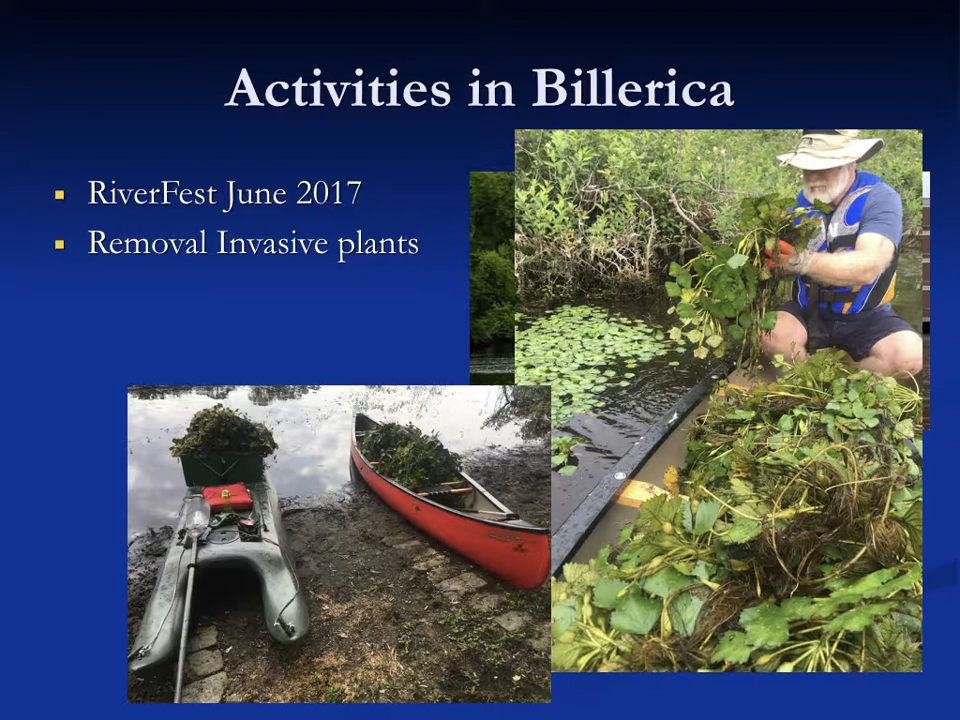 Activities in Billerica
RiverFest June 2017
Removal Invasive plants